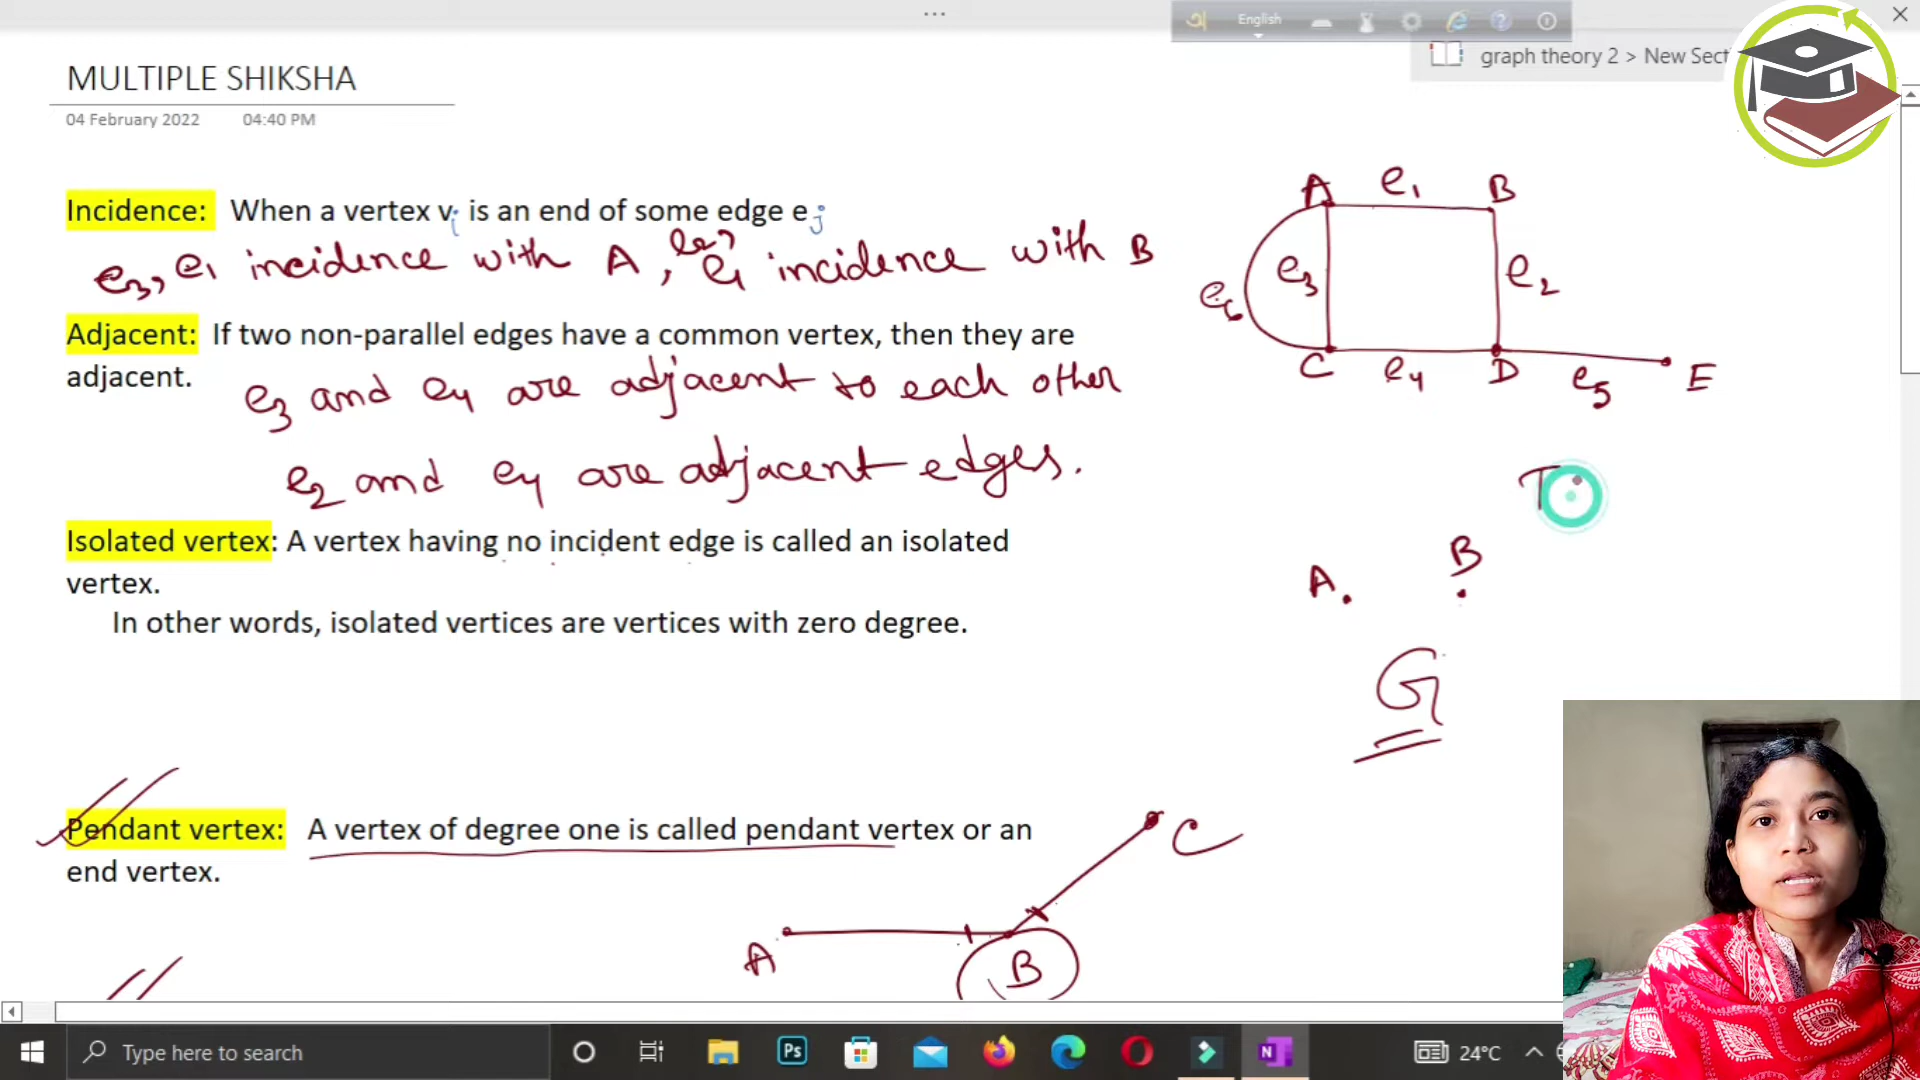 English
graph theory 2 > New Sect
MULTIPLE SHIKSHA
04 February 2022 04:40 PM
Incidence: When a vertex vi is an end of some edge ej
e3, e1 incidence with A, e1 incidence with B
Adjacent: If two non-parallel edges have a common vertex, then they are
adjacent.
e3 and e4 are adjacent to each other
e2 and e4 are adjacent edges.
Isolated vertex: A vertex having no incident edge is called an isolated
vertex.
In other words, isolated vertices are vertices with zero degree.
Pendant vertex: A vertex of degree one is called pendant vertex or an
end vertex.
A e1 B
e6 e3 e2
C e4 D e5 E
T
A B
G
C
A B
Type here to search
Ps
N
24°C